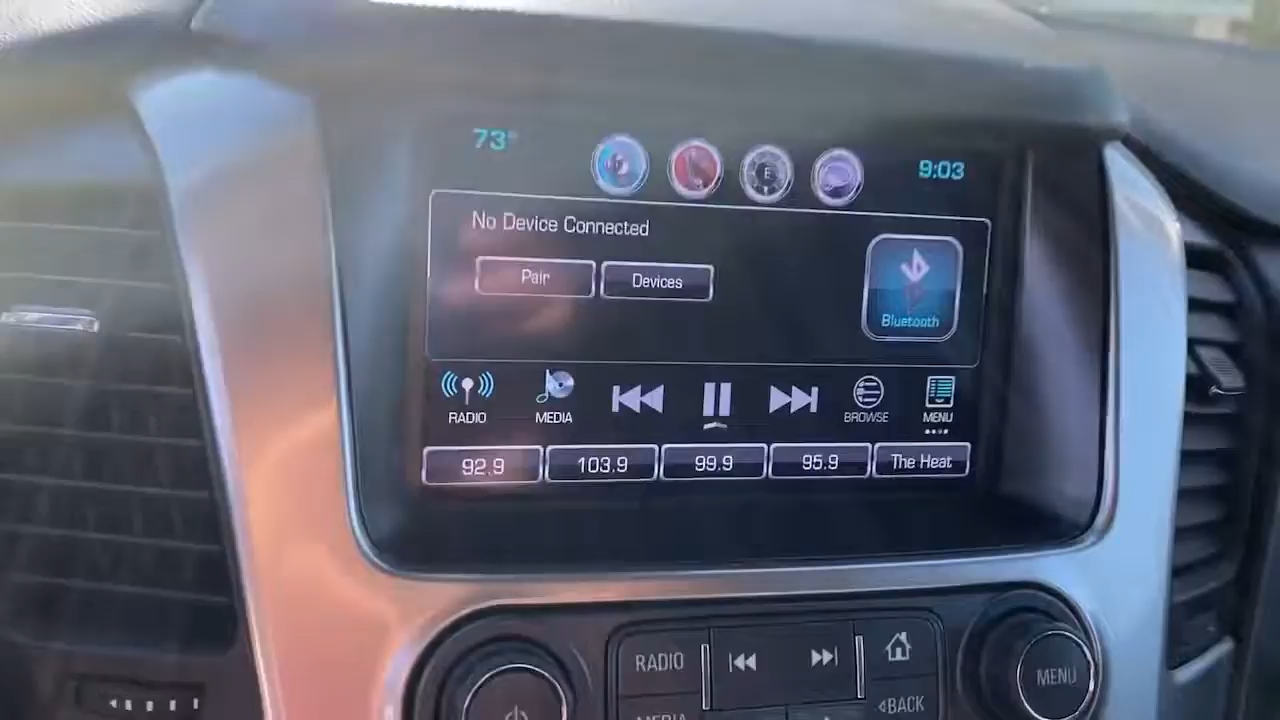 73°
9:03
No Device Connected
Pair
Devices
Bluetooth
RADIO
MEDIA
BROWSE
MENU
92.9
103.9
99.9
95.9
The Heat
RADIO
MENU
BACK
MEDIA